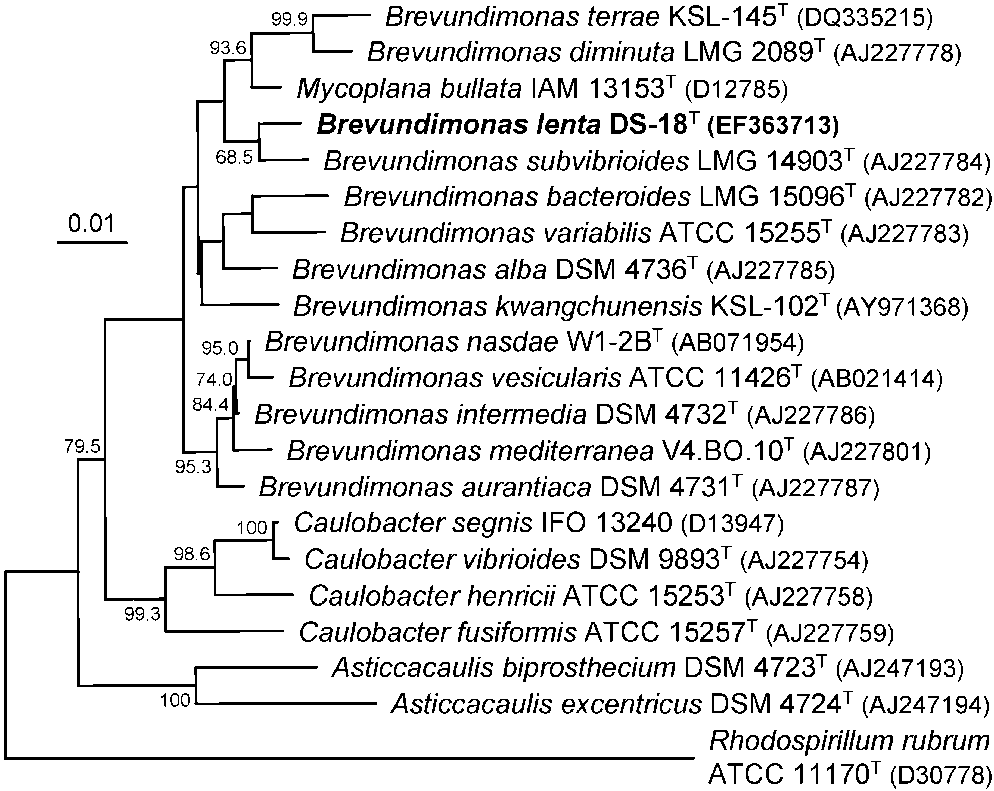 99.9
Brevundimonas terrae KSL-145ᵀ (DQ335215)
93.6
Brevundimonas diminuta LMG 2089ᵀ (AJ227778)
Mycoplana bullata IAM 13153ᵀ (D12785)
Brevundimonas lenta DS-18ᵀ (EF363713)
68.5
Brevundimonas subvibrioides LMG 14903ᵀ (AJ227784)
Brevundimonas bacteroides LMG 15096ᵀ (AJ227782)
0.01
Brevundimonas variabilis ATCC 15255ᵀ (AJ227783)
Brevundimonas alba DSM 4736ᵀ (AJ227785)
Brevundimonas kwangchunensis KSL-102ᵀ (AY971368)
95.0
Brevundimonas nasdae W1-2Bᵀ (AB071954)
74.0
Brevundimonas vesicularis ATCC 11426ᵀ (AB021414)
84.4
Brevundimonas intermedia DSM 4732ᵀ (AJ227786)
79.5
Brevundimonas mediterranea V4.BO.10ᵀ (AJ227801)
95.3
Brevundimonas aurantiaca DSM 4731ᵀ (AJ227787)
100
Caulobacter segnis IFO 13240 (D13947)
98.6
Caulobacter vibrioides DSM 9893ᵀ (AJ227754)
Caulobacter henricii ATCC 15253ᵀ (AJ227758)
99.3
Caulobacter fusiformis ATCC 15257ᵀ (AJ227759)
Asticcacaulis biprosthecium DSM 4723ᵀ (AJ247193)
100
Asticcacaulis excentricus DSM 4724ᵀ (AJ247194)
Rhodospirillum rubrum
ATCC 11170ᵀ (D30778)